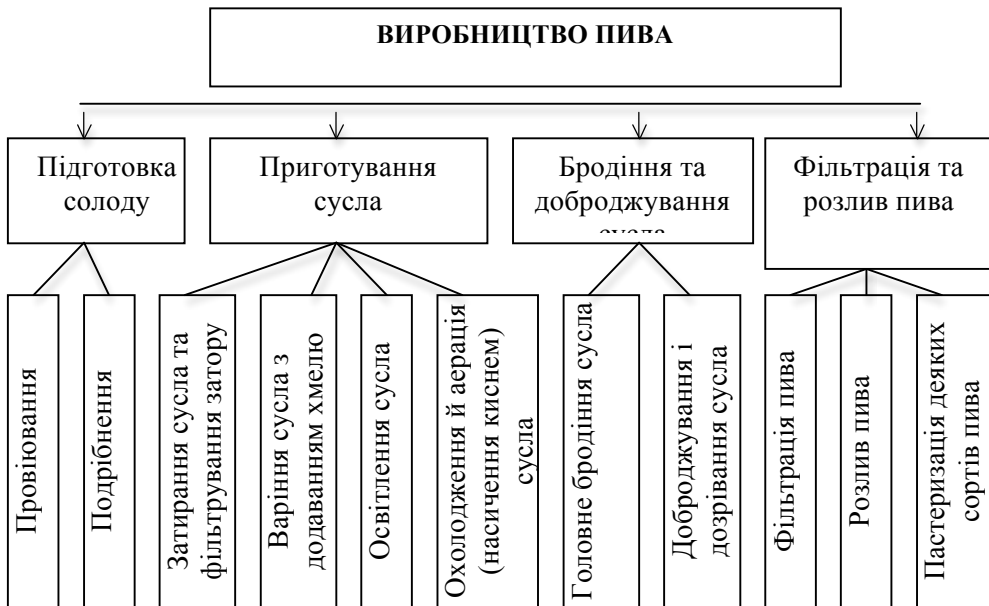 ВИРОБНИЦТВО ПИВА
Підготовка
солоду
Приготування
сусла
Бродіння та
доброджування
сусла
Фільтрація та
розлив пива
Провіювання
Подрібнення
Затирання сусла та
фільтрування затору
Варіння сусла з
додаванням хмелю
Освітлення сусла
Охолодження й аерація
(насичення киснем)
сусла
Головне бродіння сусла
Доброджування і
дозрівання сусла
Фільтрація пива
Розлив пива
Пастеризація деяких
сортів пива